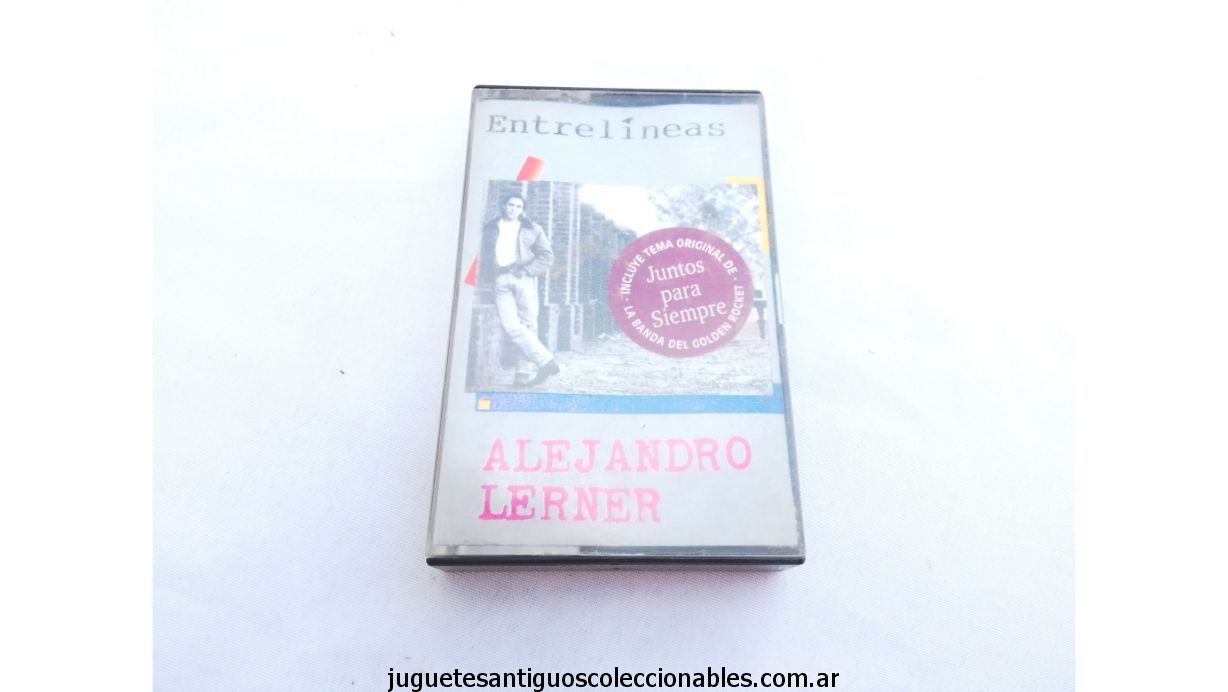 Entrelíneas
- INCLUYE TEMA ORIGINAL DE -
Juntos
para
Siempre
LA BANDA DEL GOLDEN ROCKET
ALEJANDRO
LERNER
juguetesantiguoscoleccionables.com.ar